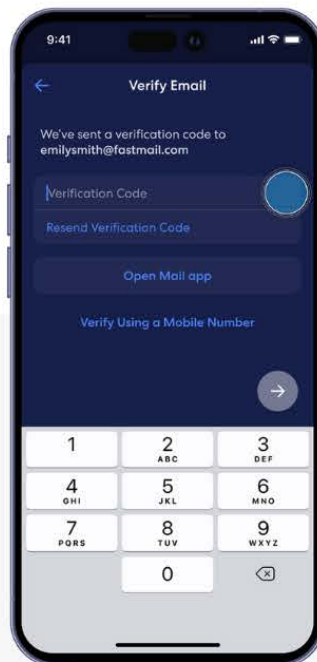 9:41
Verify Email
We've sent a verification code to
emilysmith@fastmail.com
Verification Code
Resend Verification Code
Open Mail app
Verify Using a Mobile Number
1 2 3
ABC DEF
4 5 6
GHI JKL MNO
7 8 9
PQRS TUV WXYZ
0